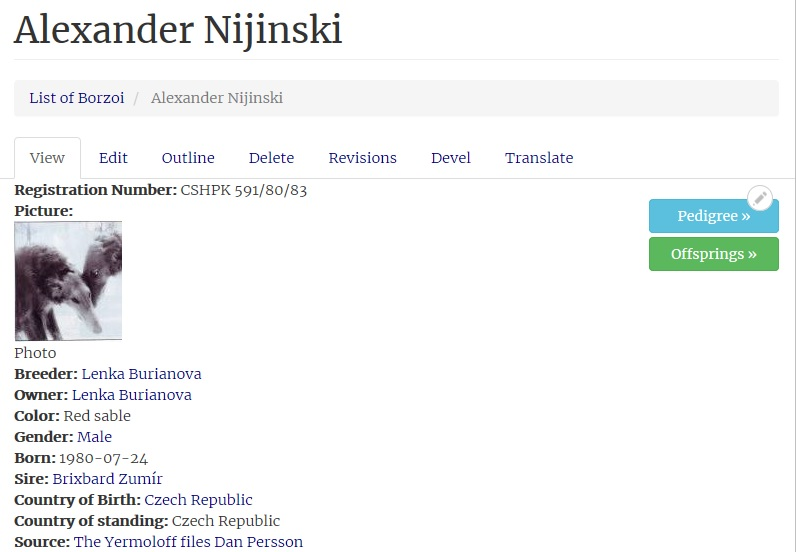 Alexander Nijinski
List of Borzoi / Alexander Nijinski
View Edit Outline Delete Revisions Devel Translate
Registration Number: CSHPK 591/80/83
Picture:
Pedigree »
Offsprings »
Photo
Breeder: Lenka Burianova
Owner: Lenka Burianova
Color: Red sable
Gender: Male
Born: 1980-07-24
Sire: Brixbard Zumír
Country of Birth: Czech Republic
Country of standing: Czech Republic
Source: The Yermoloff files Dan Persson